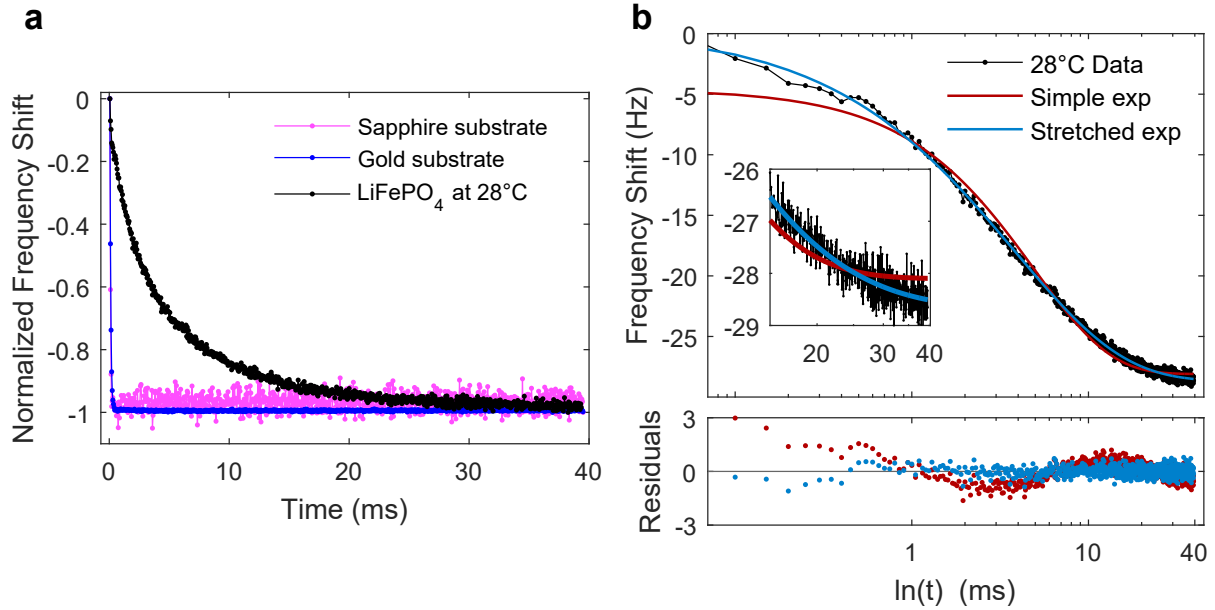 a
Normalized Frequency Shift
0
-0.2
-0.4
-0.6
-0.8
-1
Sapphire substrate
Gold substrate
LiFePO₄ at 28°C
0
10
20
30
40
Time (ms)
b
Frequency Shift (Hz)
0
-5
-10
-15
-20
-25
28°C Data
Simple exp
Stretched exp
-26
-27
-28
-29
20
30
40
Residuals
3
0
-3
1
10
40
ln(t) (ms)